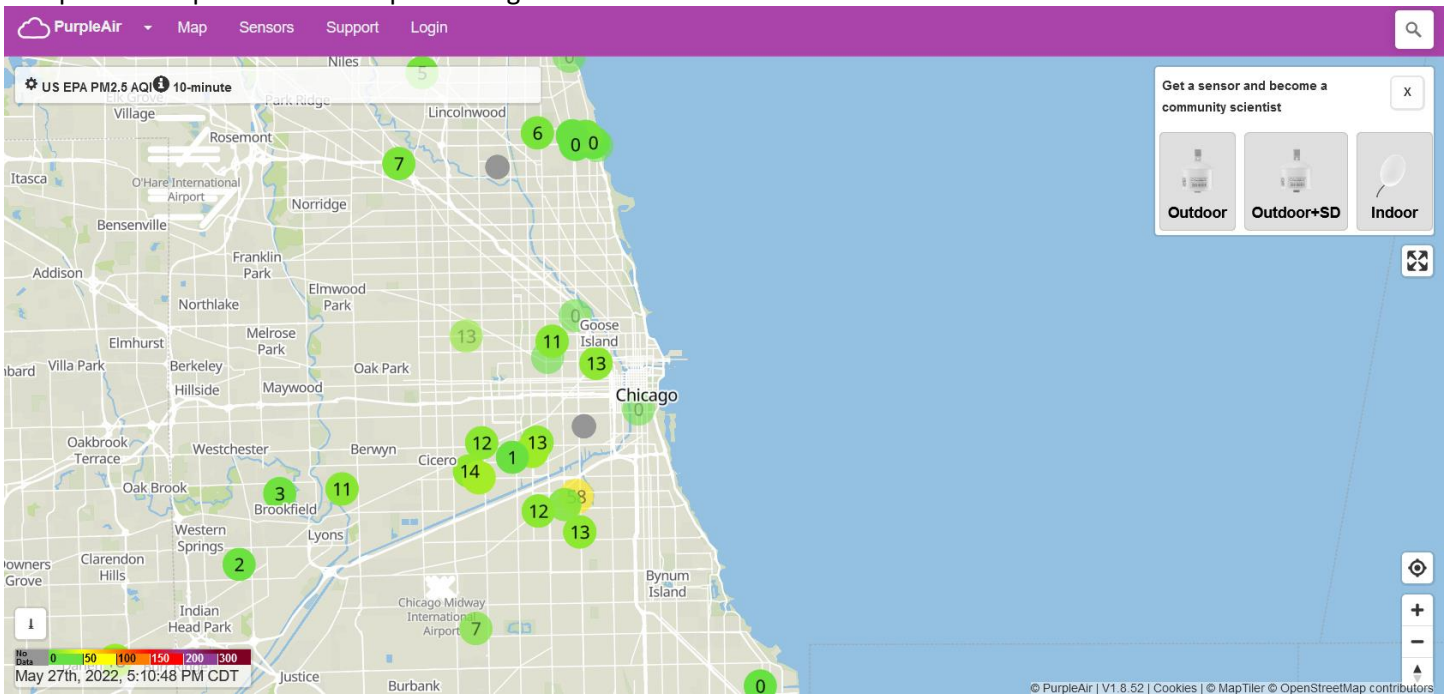 PurpleAir Map Sensors Support Login
US EPA PM2.5 AQI 10-minute
Get a sensor and become a
community scientist
X
Outdoor Outdoor+SD Indoor
Niles
5
0
Elk Grove
Village
Park Ridge
Lincolnwood
Rosemont
6
0 0
7
Itasca
O'Hare International
Airport
Norridge
Bensenville
Franklin
Park
Addison
Elmwood
Park
Northlake
0
Goose
Island
Melrose
Park
13
11
Elmhurst
13
Villa Park
Berkeley
Oak Park
Hillside
Maywood
Chicago
0
Oakbrook
Terrace
Westchester
Berwyn
Cicero
12
13
1
14
Oak Brook
3
11
Brookfield
58
12
13
Western
Springs
Lyons
2
Clarendon
Hills
Downers
Grove
Bynum
Island
Indian
Head Park
Chicago Midway
International
Airport
7
No
Data
0 50 100 150 200 300
May 27th, 2022, 5:10:48 PM CDT
Justice
Burbank
0
+
−
© PurpleAir | V1.8.52 | Cookies | © MapTiler © OpenStreetMap contributors